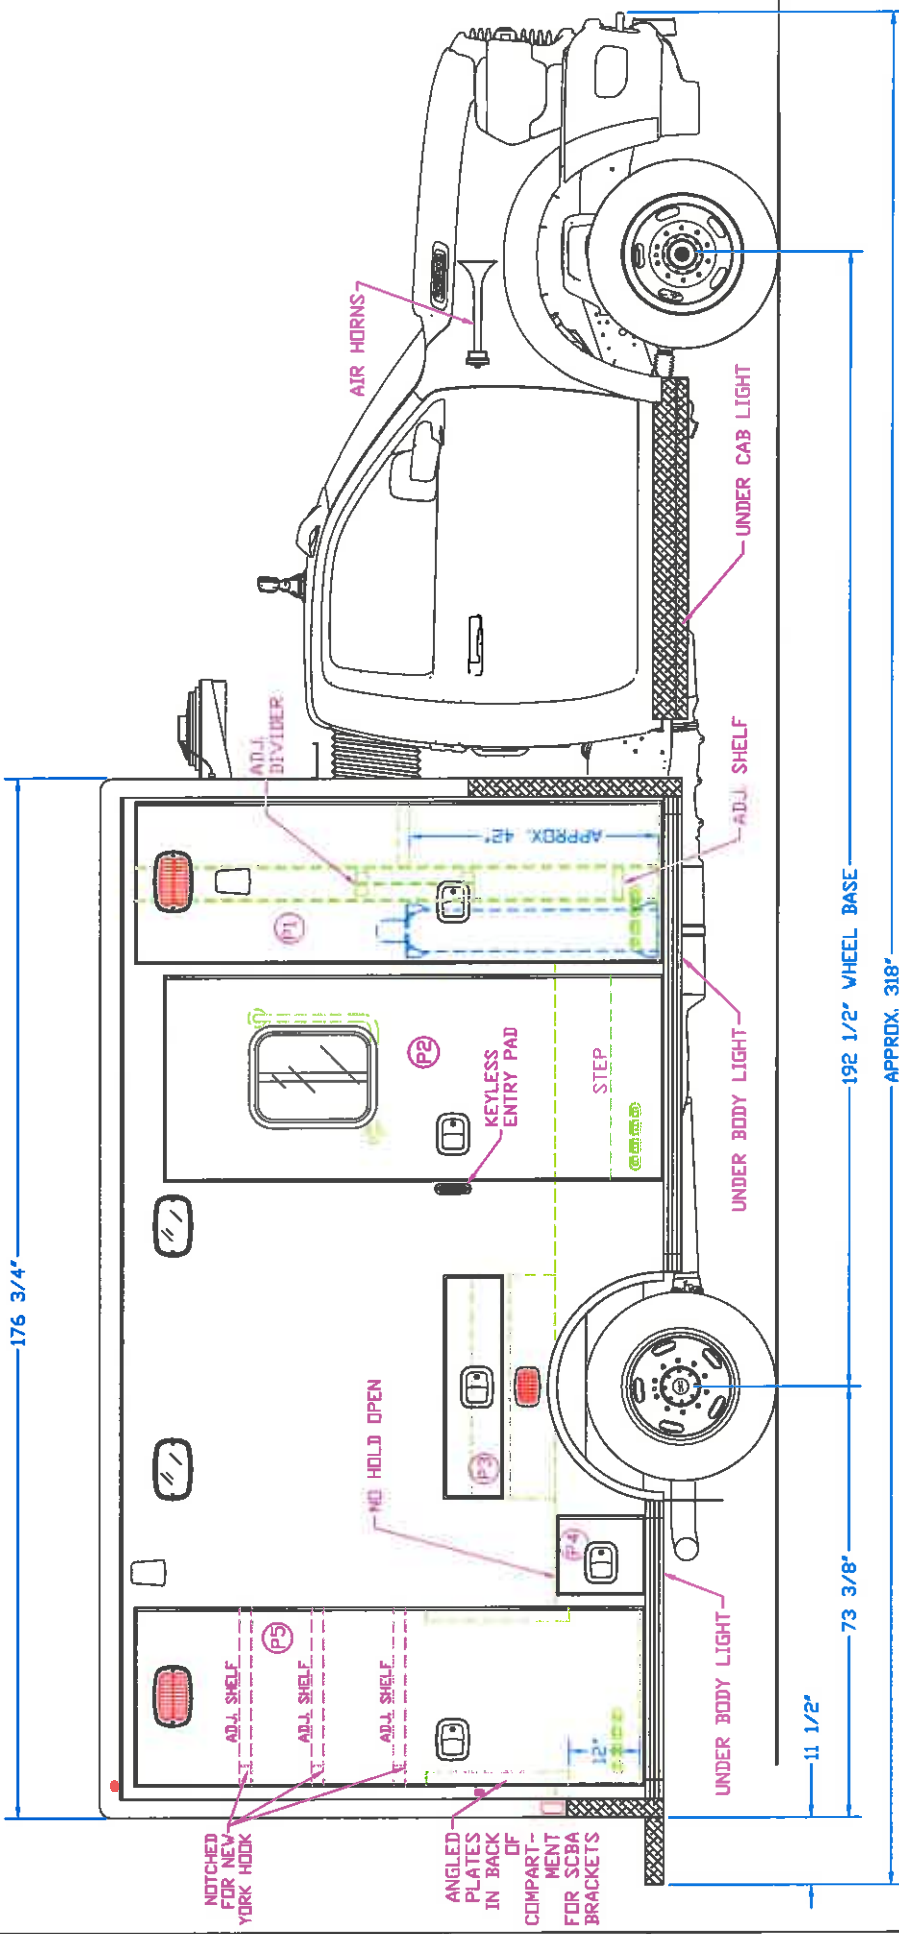 176 3/4"
NOTCHED
FOR NEW
YORK HOOK
ADJ. SHELF
ADJ. SHELF
ADJ. SHELF
P5
ANGLED
PLATES
IN BACK
OF
COMPART-
MENT
FOR SCBA
BRACKETS
12"
NO HOLD OPEN
P4
P3
KEYLESS
ENTRY PAD
P2
STEP
P1
ADJ.
DIVIDER
APPROX. 42"
ADJ. SHELF
AIR HORNS
UNDER CAB LIGHT
UNDER BODY LIGHT
UNDER BODY LIGHT
11 1/2"
73 3/8"
192 1/2" WHEEL BASE
APPROX. 318"